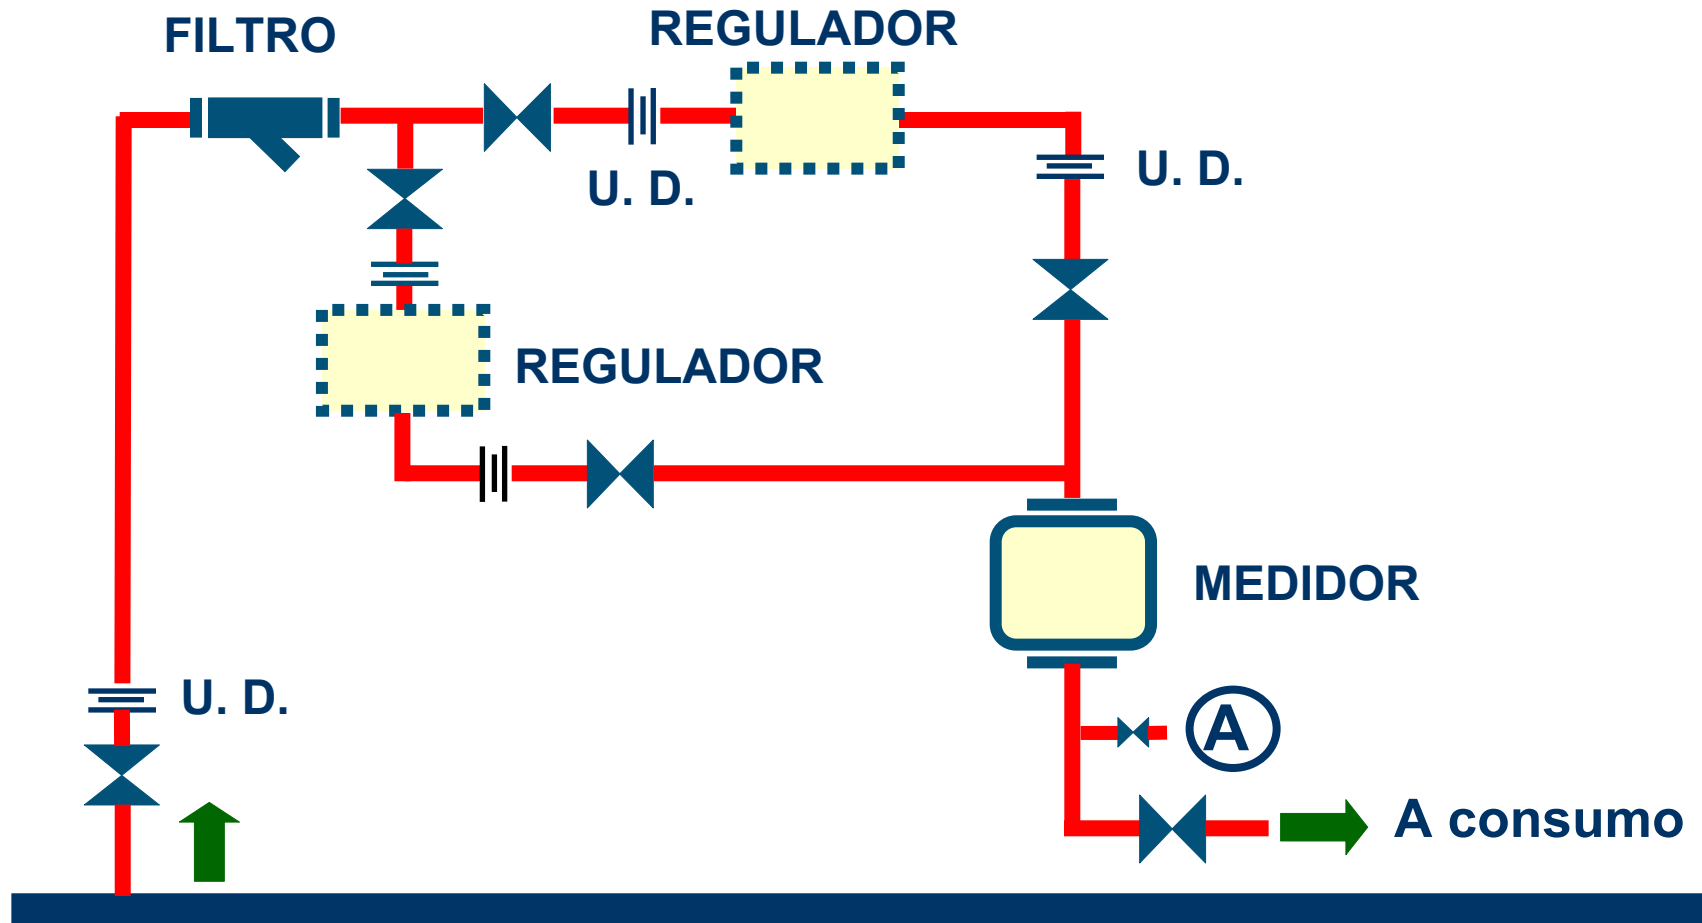 FILTRO
REGULADOR
U. D.
U. D.
REGULADOR
MEDIDOR
U. D.
A
A consumo